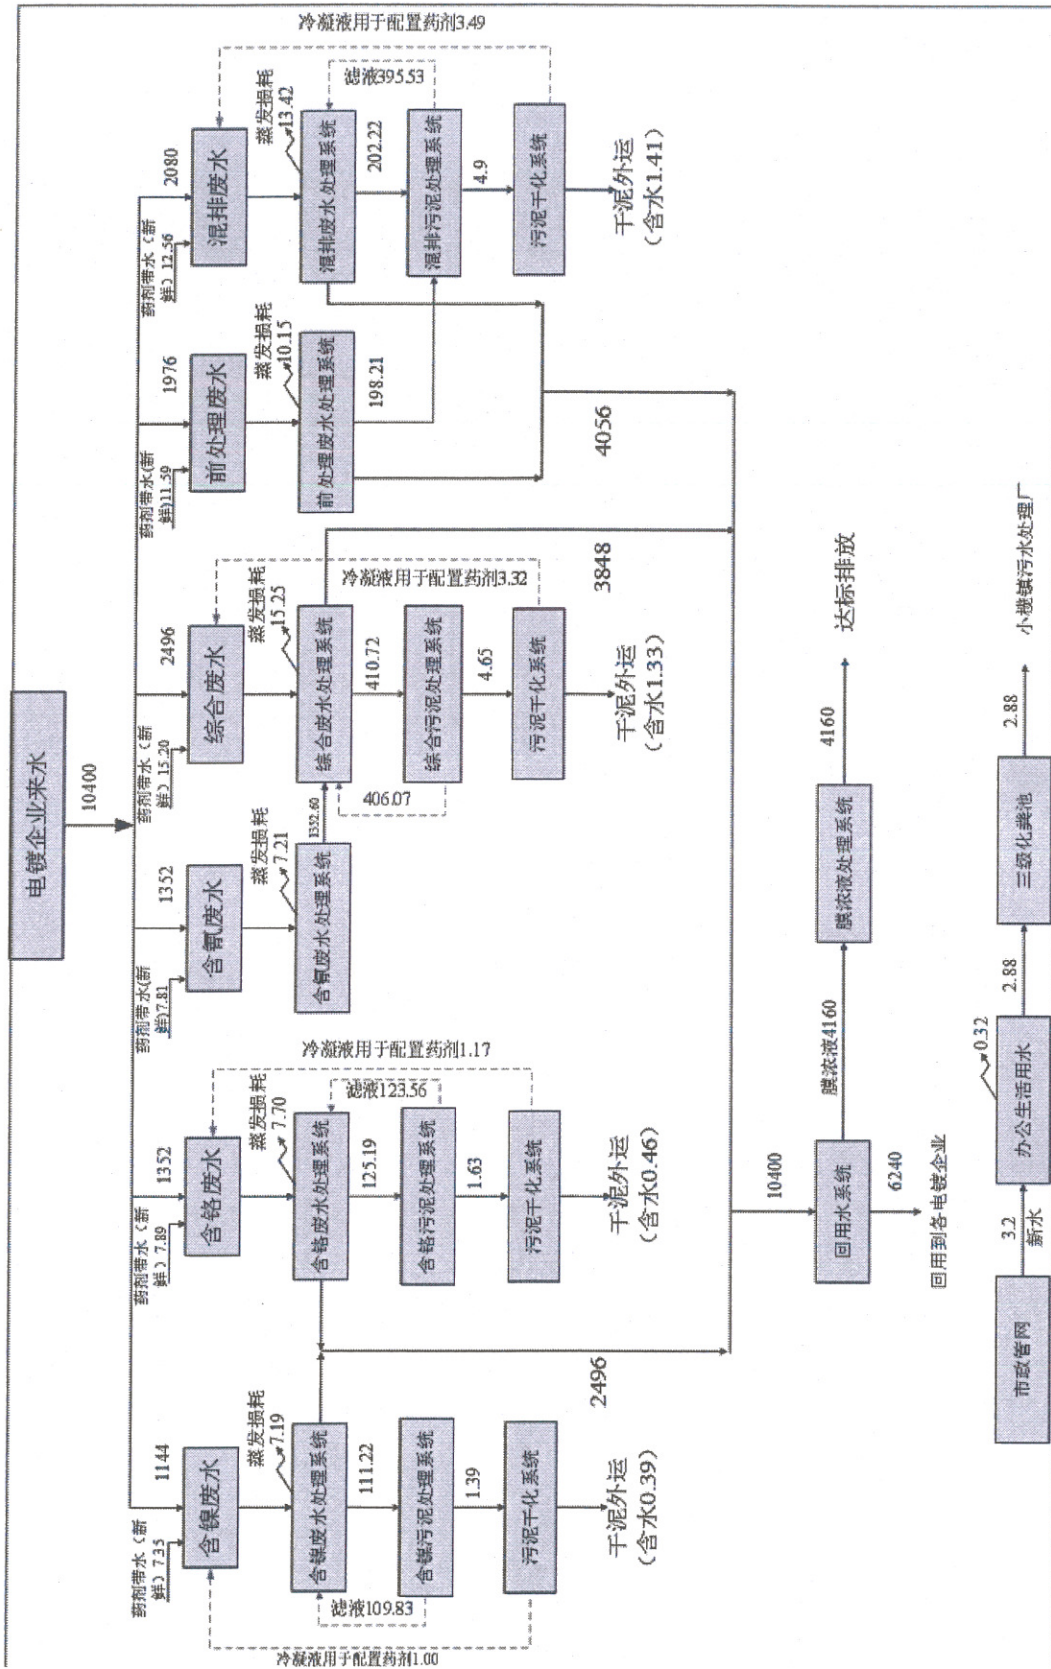 电镀企业来水
10400
药剂带水（新
鲜）7.35
1144
药剂带水（新
鲜）7.89
1352
药剂带水(新
鲜)7.81
1352
药剂带水（新
鲜）15.20
2496
药剂带水(新
鲜)11.59
1976
药剂带水（新
鲜）12.56
2080
含镍废水
含铬废水
含氰废水
综合废水
前处理废水
混排废水
蒸发损耗
7.19
蒸发损耗
7.70
蒸发损耗
7.21
蒸发损耗
15.25
蒸发损耗
10.15
蒸发损耗
13.42
含镍废水处理系统
含铬废水处理系统
含氰废水处理系统
1352.60
综合废水处理系统
前处理废水处理系统
混排废水处理系统
滤液109.83
111.22
滤液123.56
125.19
406.07
410.72
198.21
202.22
滤液395.53
含镍污泥处理系统
含铬污泥处理系统
综合污泥处理系统
混排污泥处理系统
1.39
1.63
4.65
4.9
污泥干化系统
污泥干化系统
污泥干化系统
污泥干化系统
冷凝液用于配置药剂1.00
冷凝液用于配置药剂1.17
冷凝液用于配置药剂3.32
冷凝液用于配置药剂3.49
干泥外运
（含水0.39）
干泥外运
（含水0.46）
干泥外运
（含水1.33）
干泥外运
（含水1.41）
2496
3848
4056
10400
回用水系统
膜浓液4160
膜浓液处理系统
4160
达标排放
6240
回用到各电镀企业
市政管网
3.2
新水
办公生活用水
0.32
2.88
三级化粪池
2.88
小榄镇污水处理厂